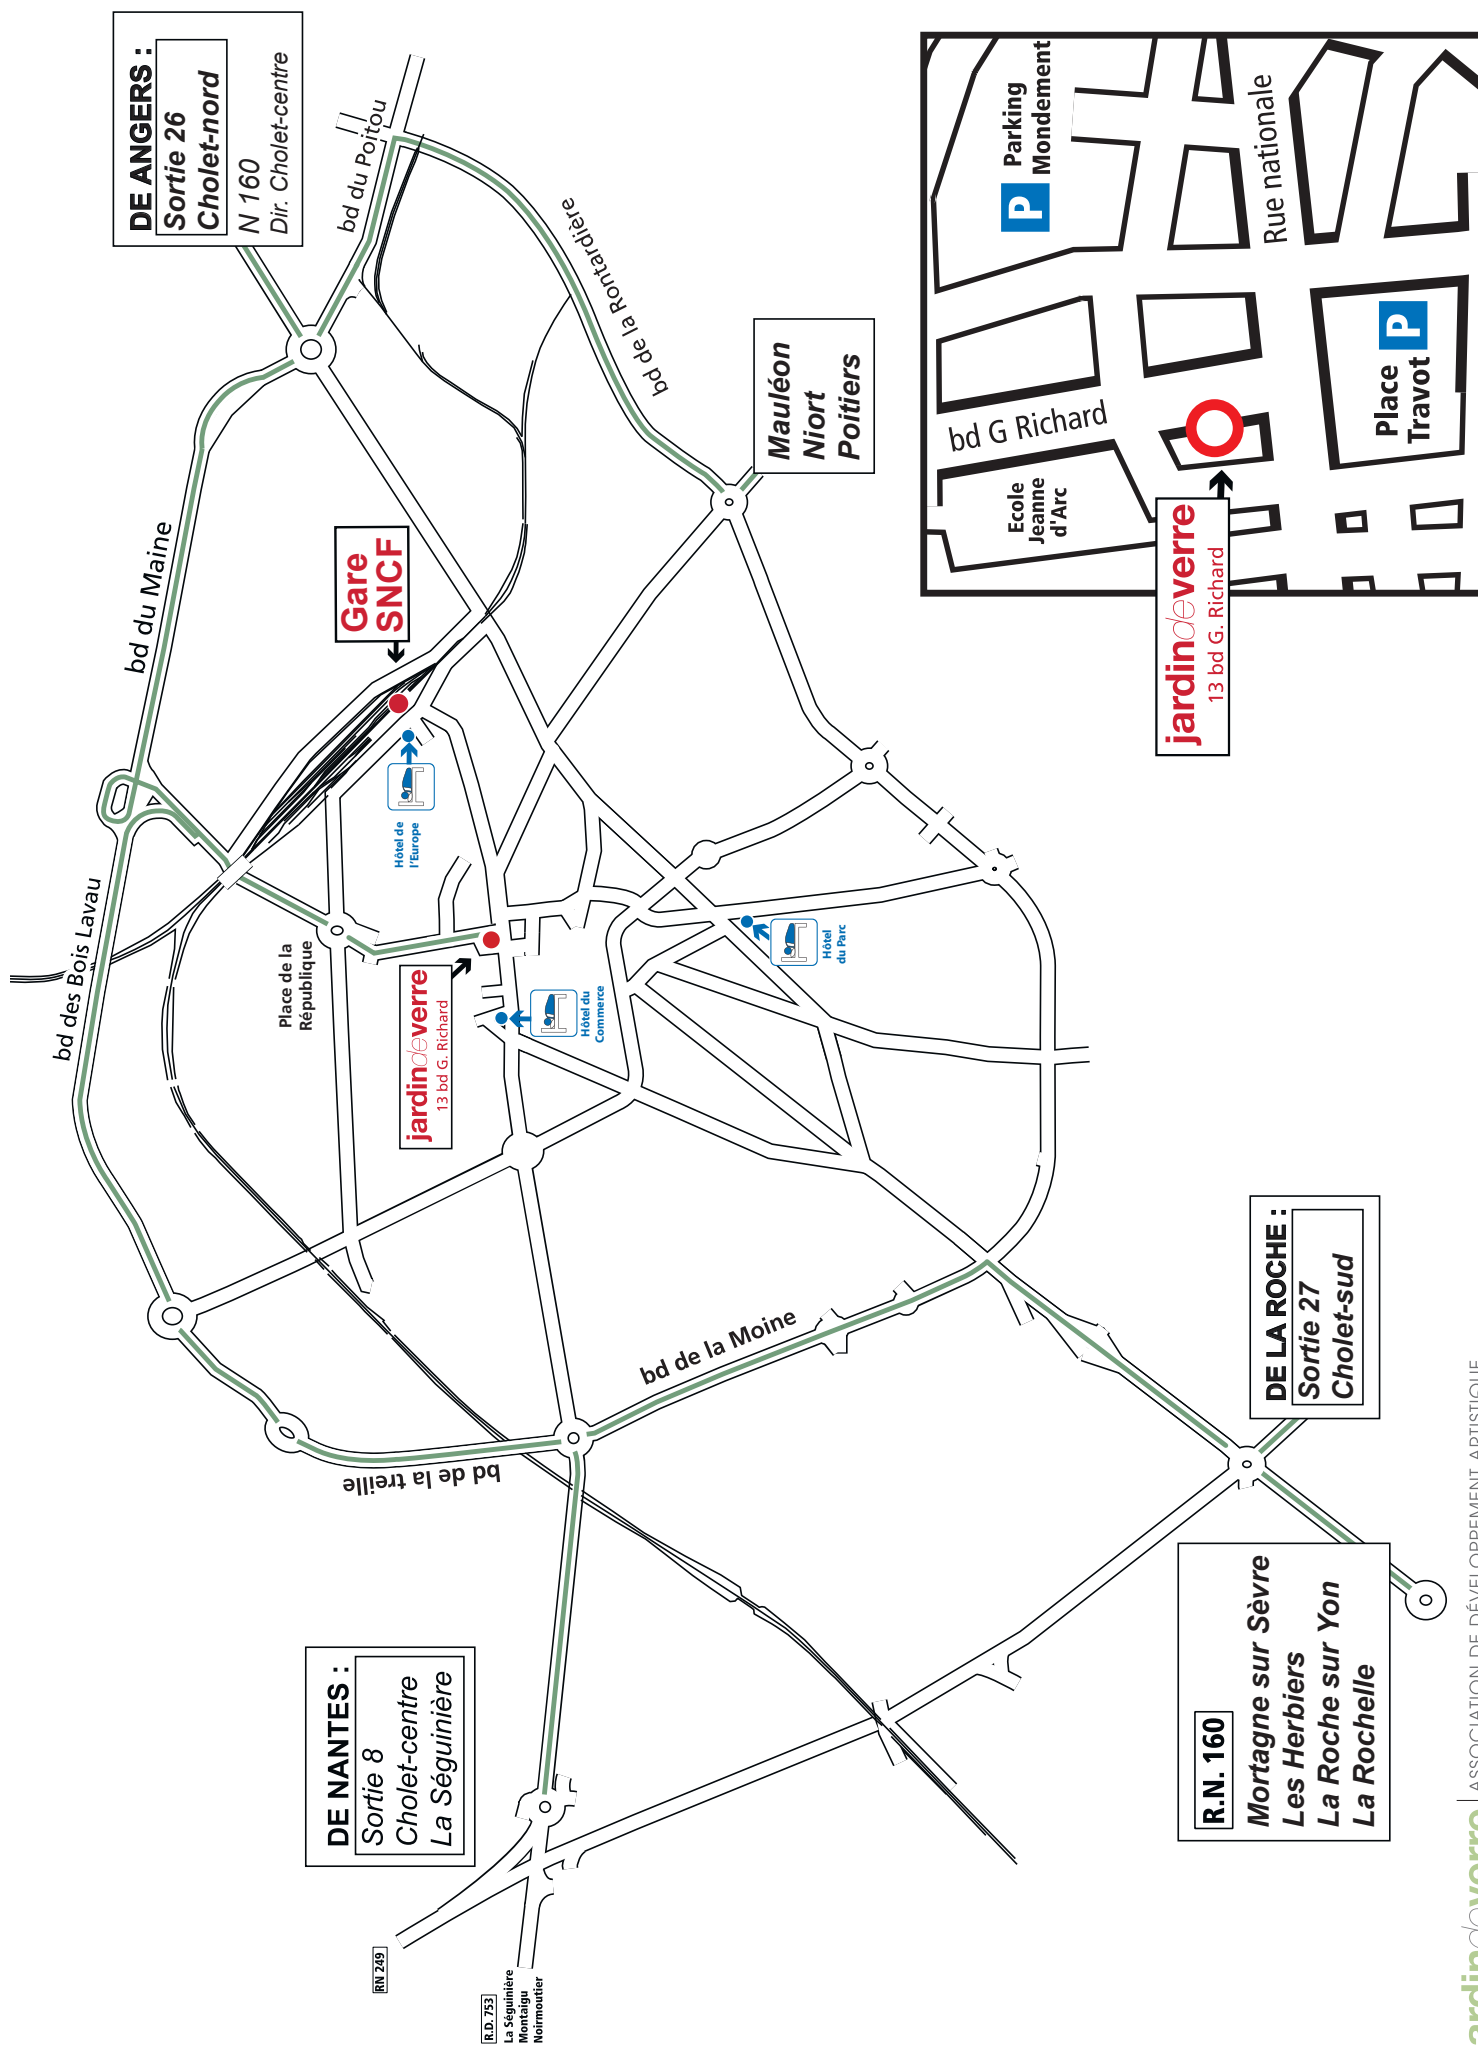 DE NANTES :
Sortie 8
Cholet-centre
La Séguinière
RN 249
R.D. 753
La Séguinière
Montaigu
Noirmoutier
bd de la treille
bd des Bois Lavau
bd du Maine
DE ANGERS :
Sortie 26
Cholet-nord
N 160
Dir. Cholet-centre
bd du Poitou
bd de la Rontardière
Place de la
République
Gare
SNCF
Hôtel de
l'Europe
jardindeverre
13 bd G. Richard
Hôtel du
Commerce
Hôtel
du Parc
bd de la Moine
Mauléon
Niort
Poitiers
R.N. 160
Mortagne sur Sèvre
Les Herbiers
La Roche sur Yon
La Rochelle
DE LA ROCHE :
Sortie 27
Cholet-sud
jardindeverre
13 bd G. Richard
Ecole
Jeanne
d'Arc
bd G Richard
Parking
Mondement
P
Rue nationale
Place
Travot
P
ardindeverre | ASSOCIATION DE DÉVELOPPEMENT ARTISTIQUE